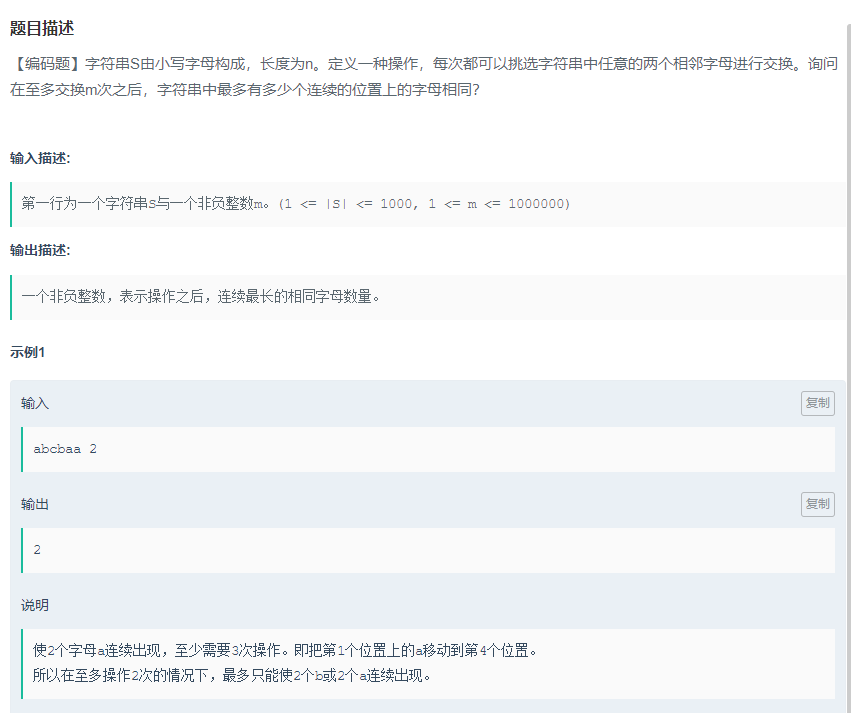 题目描述
【编码题】字符串S由小写字母构成，长度为n。定义一种操作，每次都可以挑选字符串中任意的两个相邻字母进行交换。询问
在至多交换m次之后，字符串中最多有多少个连续的位置上的字母相同？
输入描述:
第一行为一个字符串S与一个非负整数m。(1 <= |S| <= 1000, 1 <= m <= 1000000)
输出描述:
一个非负整数，表示操作之后，连续最长的相同字母数量。
示例1
输入
复制
abcbaa 2
输出
复制
2
说明
使2个字母a连续出现，至少需要3次操作。即把第1个位置上的a移动到第4个位置。
所以在至多操作2次的情况下，最多只能使2个b或2个a连续出现。